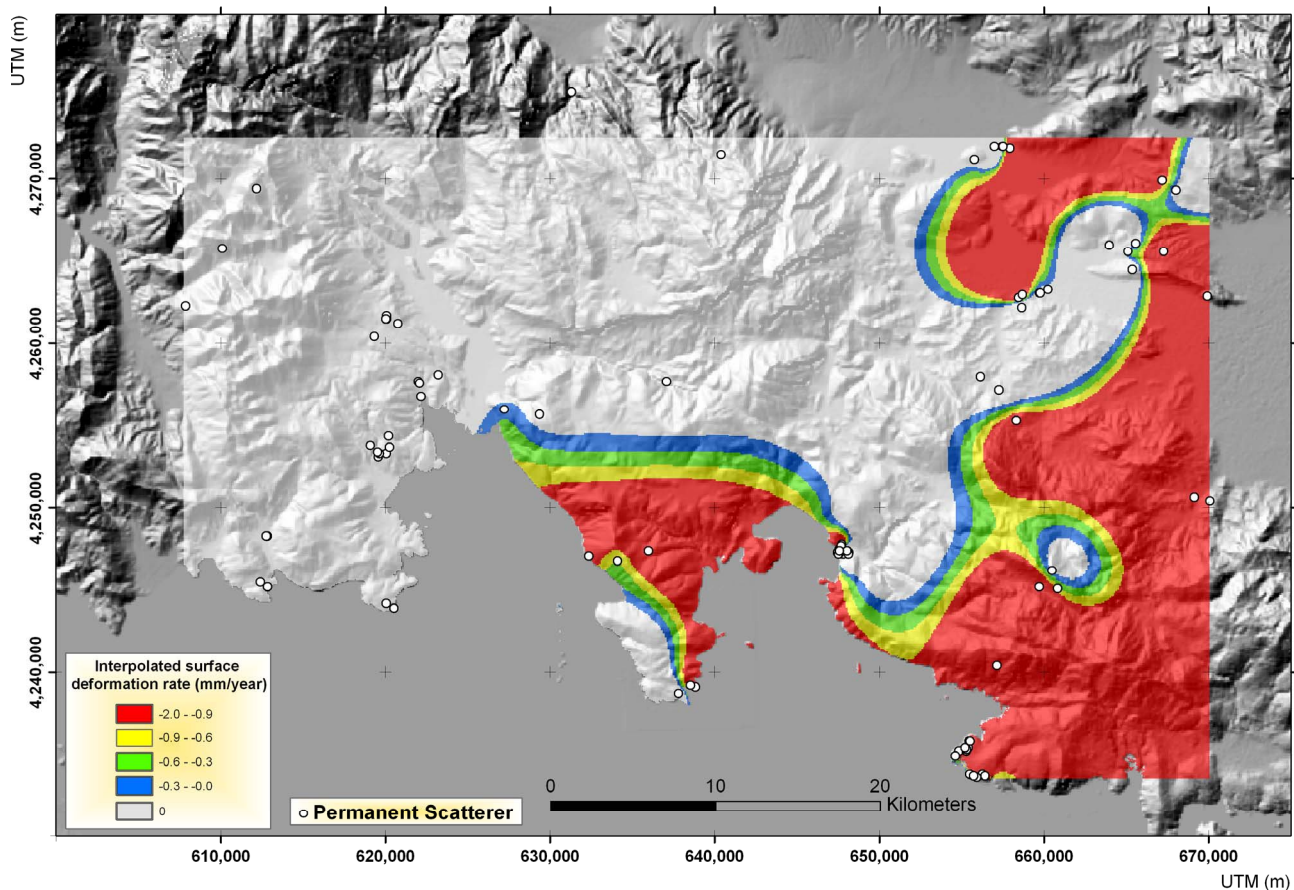 UTM (m)
4,270,000
4,260,000
4,250,000
4,240,000
Interpolated surface
deformation rate (mm/year)
-2.0 - -0.9
-0.9 - -0.6
-0.6 - -0.3
-0.3 - -0.0
0
Permanent Scatterer
0 10 20
Kilometers
610,000 620,000 630,000 640,000 650,000 660,000 670,000
UTM (m)